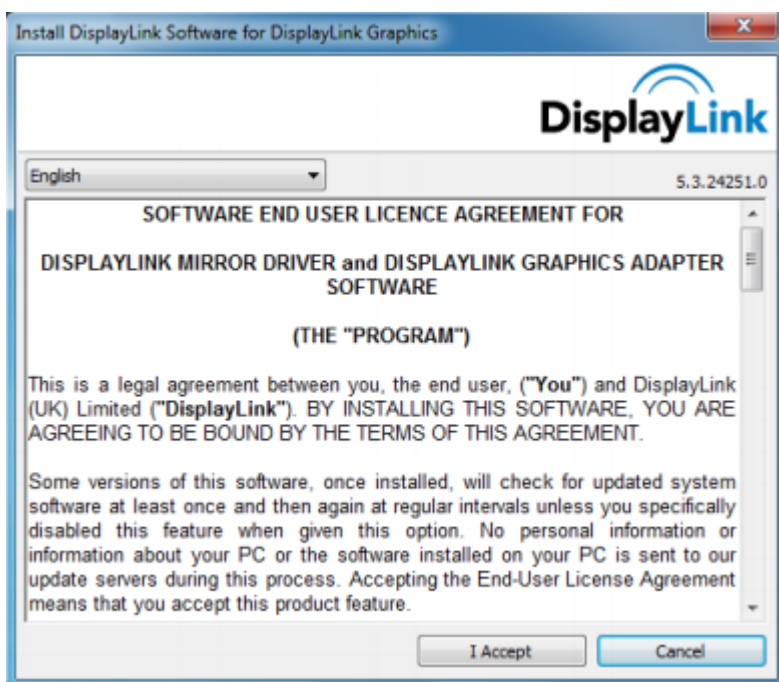 Install DisplayLink Software for DisplayLink Graphics
DisplayLink
English
5.3.24251.0
SOFTWARE END USER LICENCE AGREEMENT FOR
DISPLAYLINK MIRROR DRIVER and DISPLAYLINK GRAPHICS ADAPTER
SOFTWARE
(THE "PROGRAM")
This is a legal agreement between you, the end user, ("You") and DisplayLink
(UK) Limited ("DisplayLink"). BY INSTALLING THIS SOFTWARE, YOU ARE
AGREEING TO BE BOUND BY THE TERMS OF THIS AGREEMENT.
Some versions of this software, once installed, will check for updated system
software at least once and then again at regular intervals unless you specifically
disabled this feature when given this option. No personal information or
information about your PC or the software installed on your PC is sent to our
update servers during this process. Accepting the End-User License Agreement
means that you accept this product feature.
I Accept
Cancel